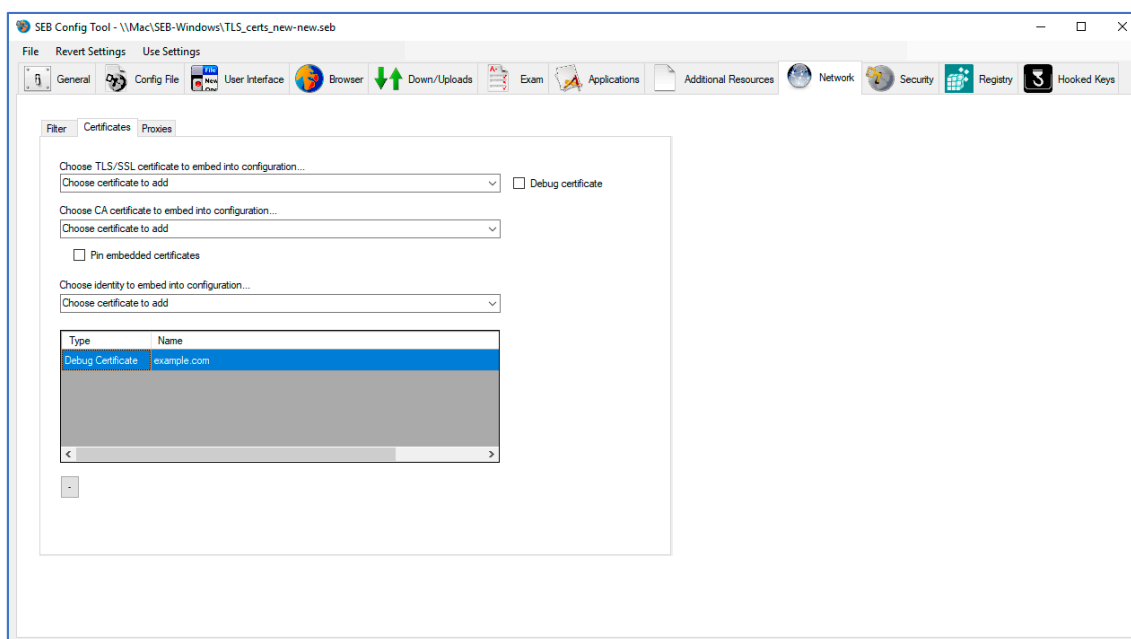 SEB Config Tool - \\Mac\SEB-Windows\TLS_certs_new-new.seb
File Revert Settings Use Settings
General Config File User Interface Browser Down/Uploads Exam Applications Additional Resources Network Security Registry Hooked Keys
Filter Certificates Proxies
Choose TLS/SSL certificate to embed into configuration...
Choose certificate to add Debug certificate
Choose CA certificate to embed into configuration...
Choose certificate to add
Pin embedded certificates
Choose identity to embed into configuration...
Choose certificate to add
Type Name
Debug Certificate example.com
-